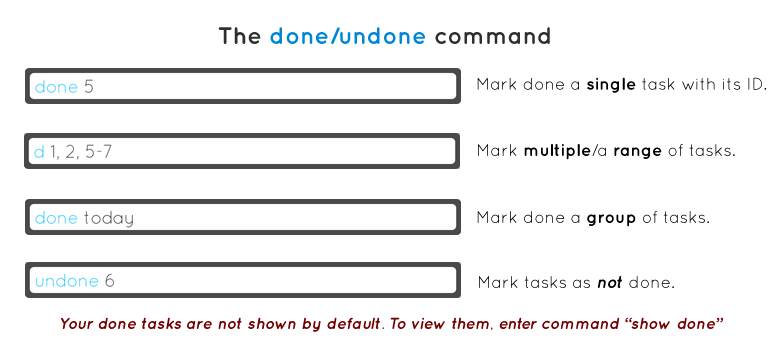 The done/undone command
done 5
Mark done a single task with its ID.
d 1, 2, 5-7
Mark multiple/a range of tasks.
done today
Mark done a group of tasks.
undone 6
Mark tasks as not done.
Your done tasks are not shown by default. To view them, enter command “show done”